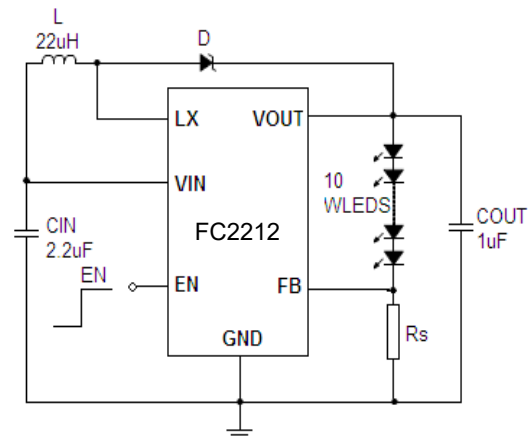 L
22uH
D
LX
VOUT
VIN
10
WLEDS
FC2212
CIN
2.2uF
COUT
1uF
EN
EN
FB
Rs
GND